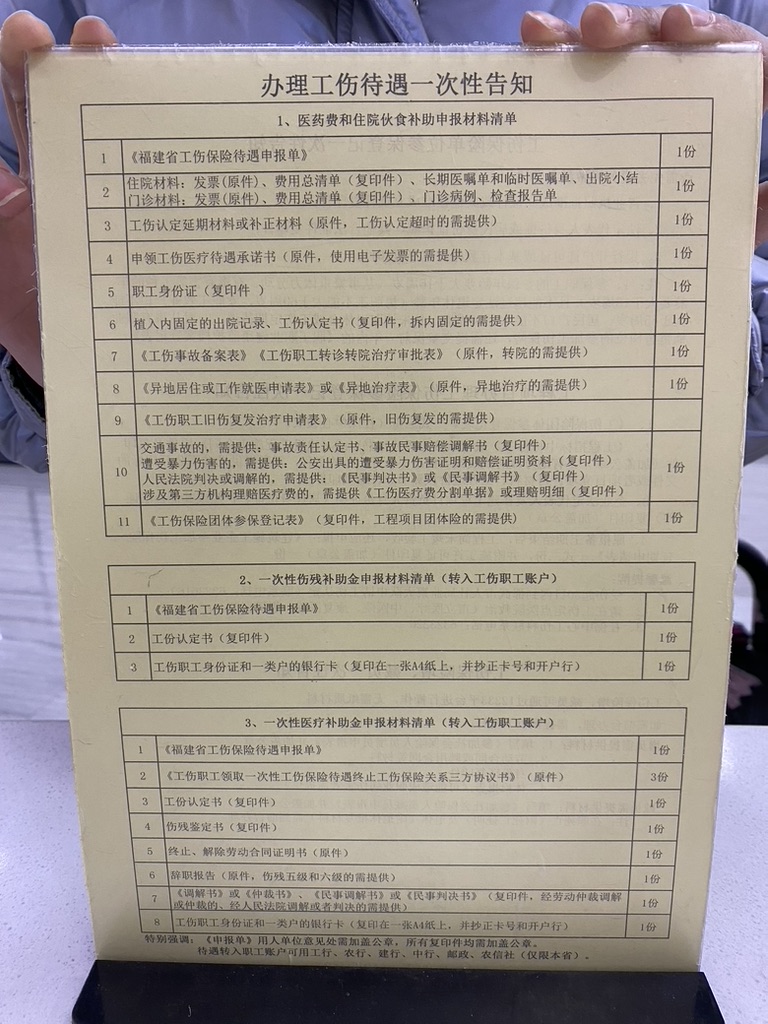 办理工伤待遇一次性告知
1、医药费和住院伙食补助申报材料清单
1 《福建省工伤保险待遇申报单》 1份
2 住院材料：发票(原件)、费用总清单（复印件）、长期医嘱单和临时医嘱单、出院小结 1份
门诊材料：发票(原件)、费用总清单（复印件）、门诊病例、检查报告单
3 工伤认定延期材料或补正材料（原件，工伤认定超时的需提供） 1份
4 申领工伤医疗待遇承诺书（原件，使用电子发票的需提供） 1份
5 职工身份证（复印件 ） 1份
6 植入内固定的出院记录、工伤认定书（复印件，拆内固定的需提供） 1份
7 《工伤事故备案表》《工伤职工转诊转院治疗审批表》（原件，转院的需提供） 1份
8 《异地居住或工作就医申请表》或《异地治疗表》（原件，异地治疗的需提供） 1份
9 《工伤职工旧伤复发治疗申请表》（原件，旧伤复发的需提供）
10 交通事故的，需提供：事故责任认定书、事故民事赔偿调解书（复印件） 1份
遭受暴力伤害的，需提供：公安出具的遭受暴力伤害证明和赔偿证明资料（复印件）
人民法院判决或调解的，需提供：《民事判决书》或《民事调解书》（复印件）
涉及第三方机构理赔医疗费的，需提供《工伤医疗费分割单据》或理赔明细（复印件）
11 《工伤保险团体参保登记表》（复印件，工程项目团体险的需提供） 1份
2、一次性伤残补助金申报材料清单（转入工伤职工账户）
1 《福建省工伤保险待遇申报单》 1份
2 工份认定书（复印件） 1份
3 工伤职工身份证和一类户的银行卡（复印在一张A4纸上，并抄正卡号和开户行） 1份
3、一次性医疗补助金申报材料清单（转入工伤职工账户）
1 《福建省工伤保险待遇申报单》 1份
2 《工伤职工领取一次性工伤保险待遇终止工伤保险关系三方协议书》（原件） 3份
3 工份认定书（复印件） 1份
4 伤残鉴定书（复印件） 1份
5 终止、解除劳动合同证明书（原件） 1份
6 辞职报告（原件，伤残五级和六级的需提供） 1份
7 《调解书》或《仲裁书》、《民事调解书》或《民事判决书》（复印件，经劳动仲裁调解 1份
或仲裁的、经人民法院调解或者判决的需提供）
8 工伤职工身份证和一类户的银行卡（复印在一张A4纸上，并抄正卡号和开户行） 1份
特别强调：《申报单》用人单位意见处需加盖公章，所有复印件均需加盖公章。
待遇转入职工账户可用工行、农行、建行、中行、邮政、农信社（仅限本省）。